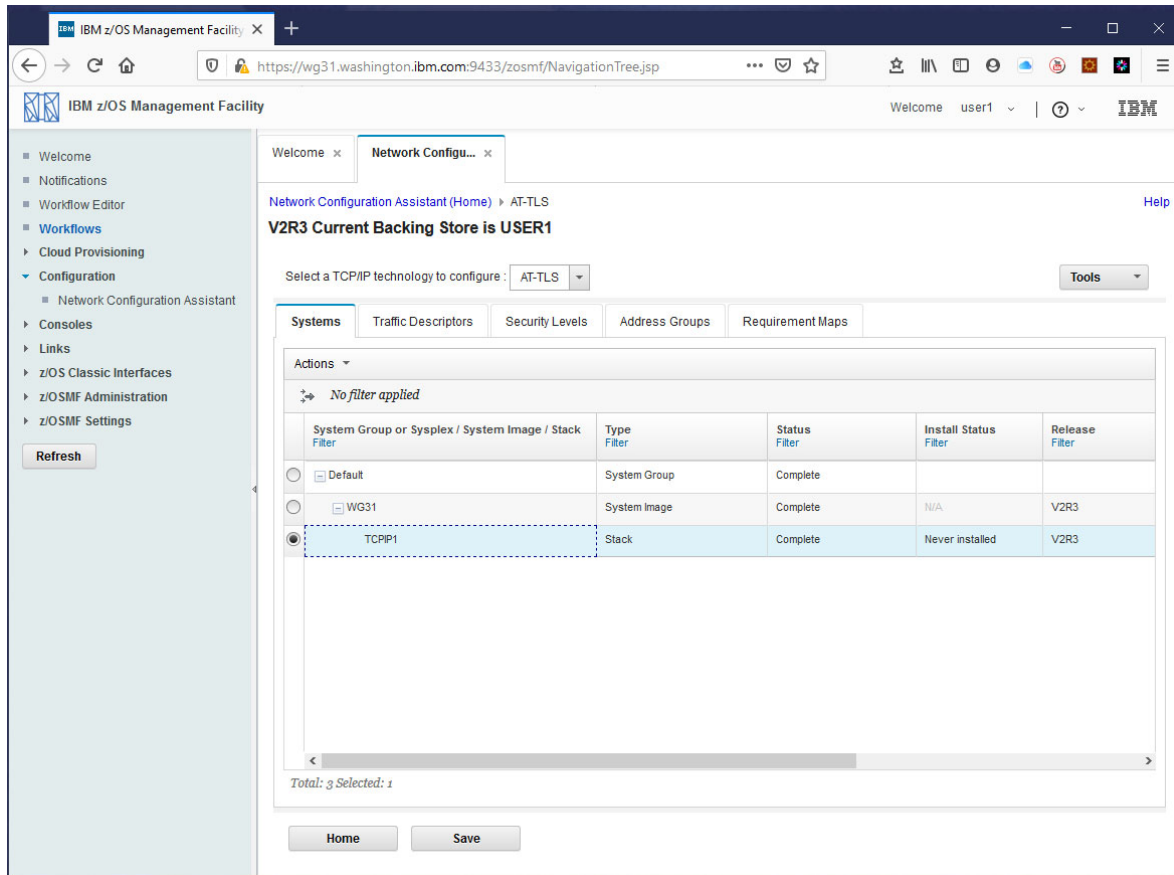 IBM IBM z/OS Management Facility
https://wg31.washington.ibm.com:9433/zosmf/NavigationTree.jsp
IBM z/OS Management Facility
Welcome user1
IBM
Welcome
Notifications
Workflow Editor
Workflows
Cloud Provisioning
Configuration
Network Configuration Assistant
Consoles
Links
z/OS Classic Interfaces
z/OSMF Administration
z/OSMF Settings
Refresh
Welcome
Network Configu...
Network Configuration Assistant (Home) AT-TLS
Help
V2R3 Current Backing Store is USER1
Select a TCP/IP technology to configure : AT-TLS
Tools
Systems Traffic Descriptors Security Levels Address Groups Requirement Maps
Actions
No filter applied
System Group or Sysplex / System Image / Stack Type Status Install Status Release
Filter Filter Filter Filter Filter
Default System Group Complete
WG31 System Image Complete N/A V2R3
TCPIP1 Stack Complete Never installed V2R3
Total: 3 Selected: 1
Home Save